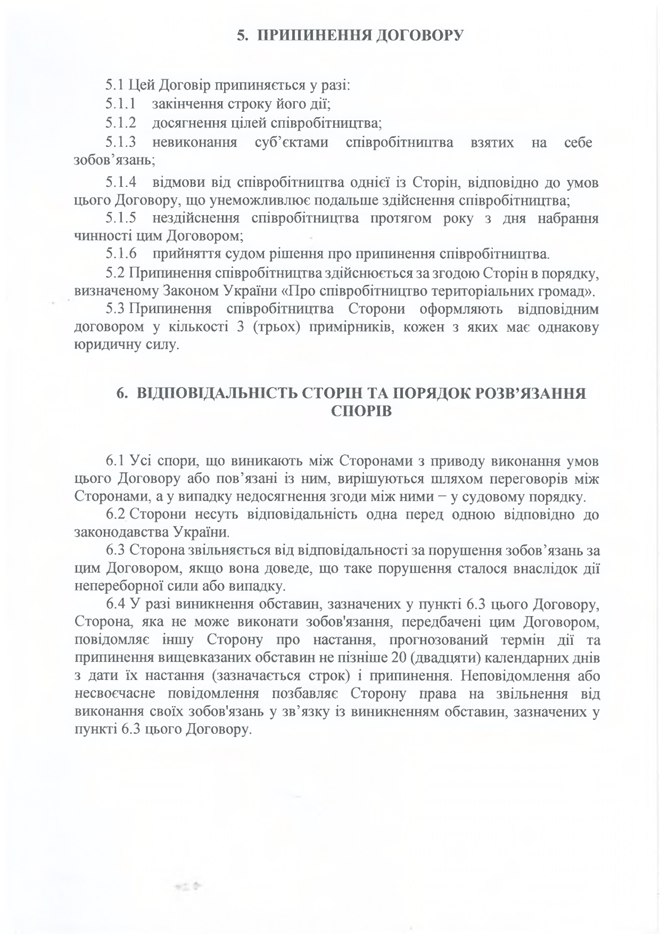 5. ПРИПИНЕННЯ ДОГОВОРУ
5.1 Цей Договір припиняється у разі:
5.1.1 закінчення строку його дії;
5.1.2 досягнення цілей співробітництва;
5.1.3 невиконання суб’єктами співробітництва взятих на себе
зобов’язань;
5.1.4 відмови від співробітництва однієї із Сторін, відповідно до умов
цього Договору, що унеможливлює подальше здійснення співробітництва;
5.1.5 нездійснення співробітництва протягом року з дня набрання
чинності цим Договором;
5.1.6 прийняття судом рішення про припинення співробітництва.
5.2 Припинення співробітництва здійснюється за згодою Сторін в порядку,
визначеному Законом України «Про співробітництво територіальних громад».
5.3 Припинення співробітництва Сторони оформляють відповідним
договором у кількості 3 (трьох) примірників, кожен з яких має однакову
юридичну силу.
6. ВІДПОВІДАЛЬНІСТЬ СТОРІН ТА ПОРЯДОК РОЗВ’ЯЗАННЯ
СПОРІВ
6.1 Усі спори, що виникають між Сторонами з приводу виконання умов
цього Договору або пов’язані із ним, вирішуються шляхом переговорів між
Сторонами, а у випадку недосягнення згоди між ними − у судовому порядку.
6.2 Сторони несуть відповідальність одна перед одною відповідно до
законодавства України.
6.3 Сторона звільняється від відповідальності за порушення зобов’язань за
цим Договором, якщо вона доведе, що таке порушення сталося внаслідок дії
непереборної сили або випадку.
6.4 У разі виникнення обставин, зазначених у пункті 6.3 цього Договору,
Сторона, яка не може виконати зобов'язання, передбачені цим Договором,
повідомляє іншу Сторону про настання, прогнозований термін дії та
припинення вищевказаних обставин не пізніше 20 (двадцяти) календарних днів
з дати їх настання (зазначається строк) і припинення. Неповідомлення або
несвоєчасне повідомлення позбавляє Сторону права на звільнення від
виконання своїх зобов'язань у зв’язку із виникненням обставин, зазначених у
пункті 6.3 цього Договору.